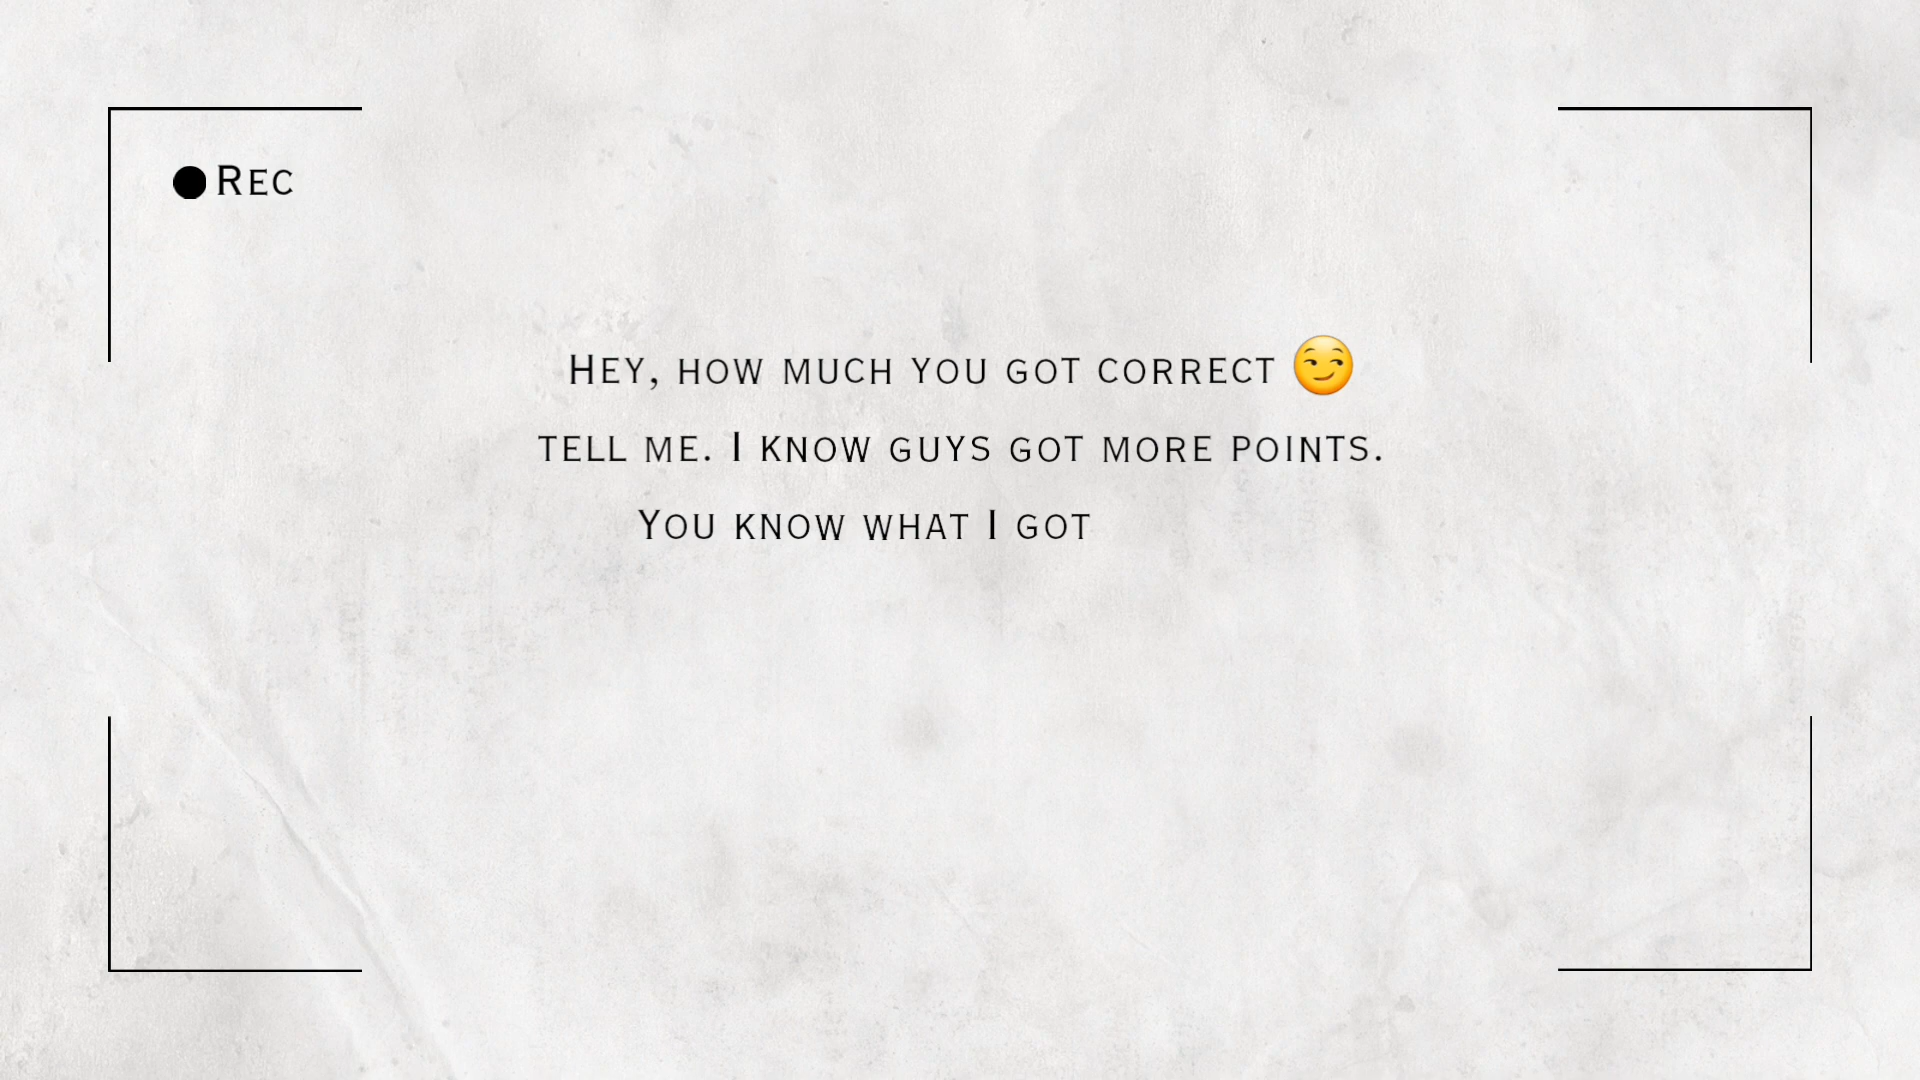 ● Rec
Hey, how much you got correct 😏
tell me. I know guys got more points.
You know what I got